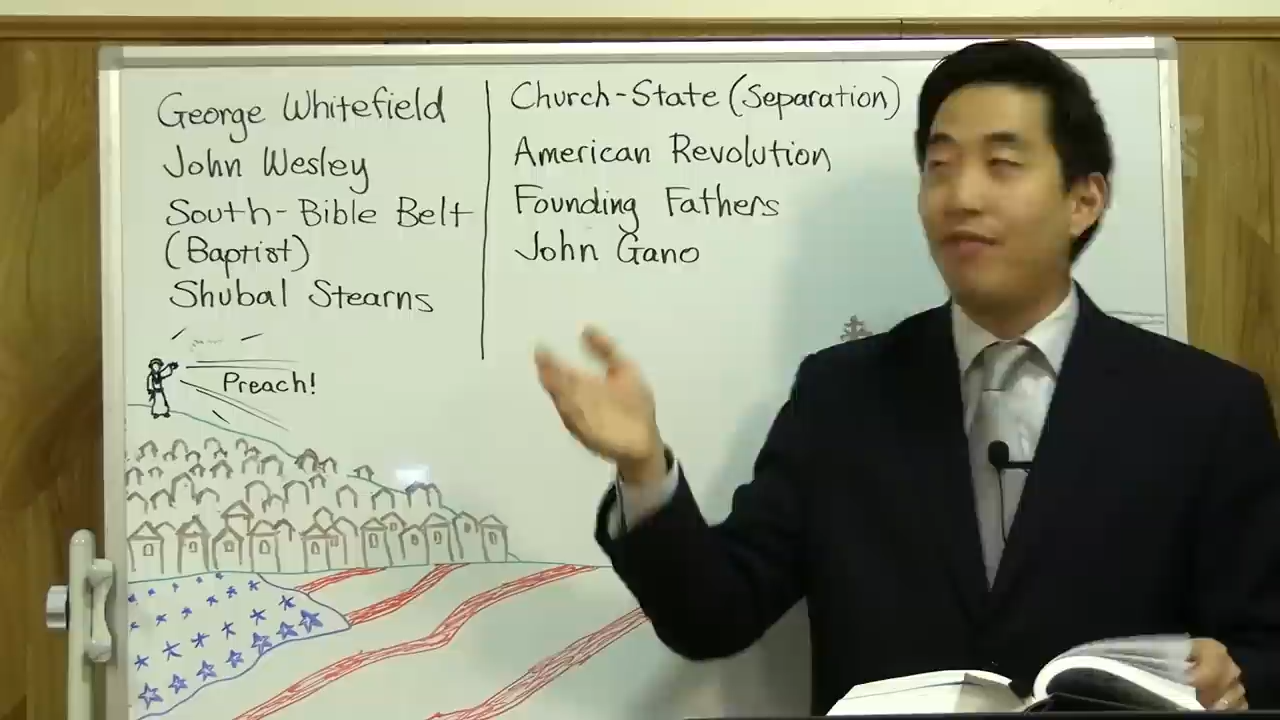 George Whitefield
John Wesley
South-Bible Belt
(Baptist)
Shubal Stearns
Preach!
Church-State (Separation)
American Revolution
Founding Fathers
John Gano